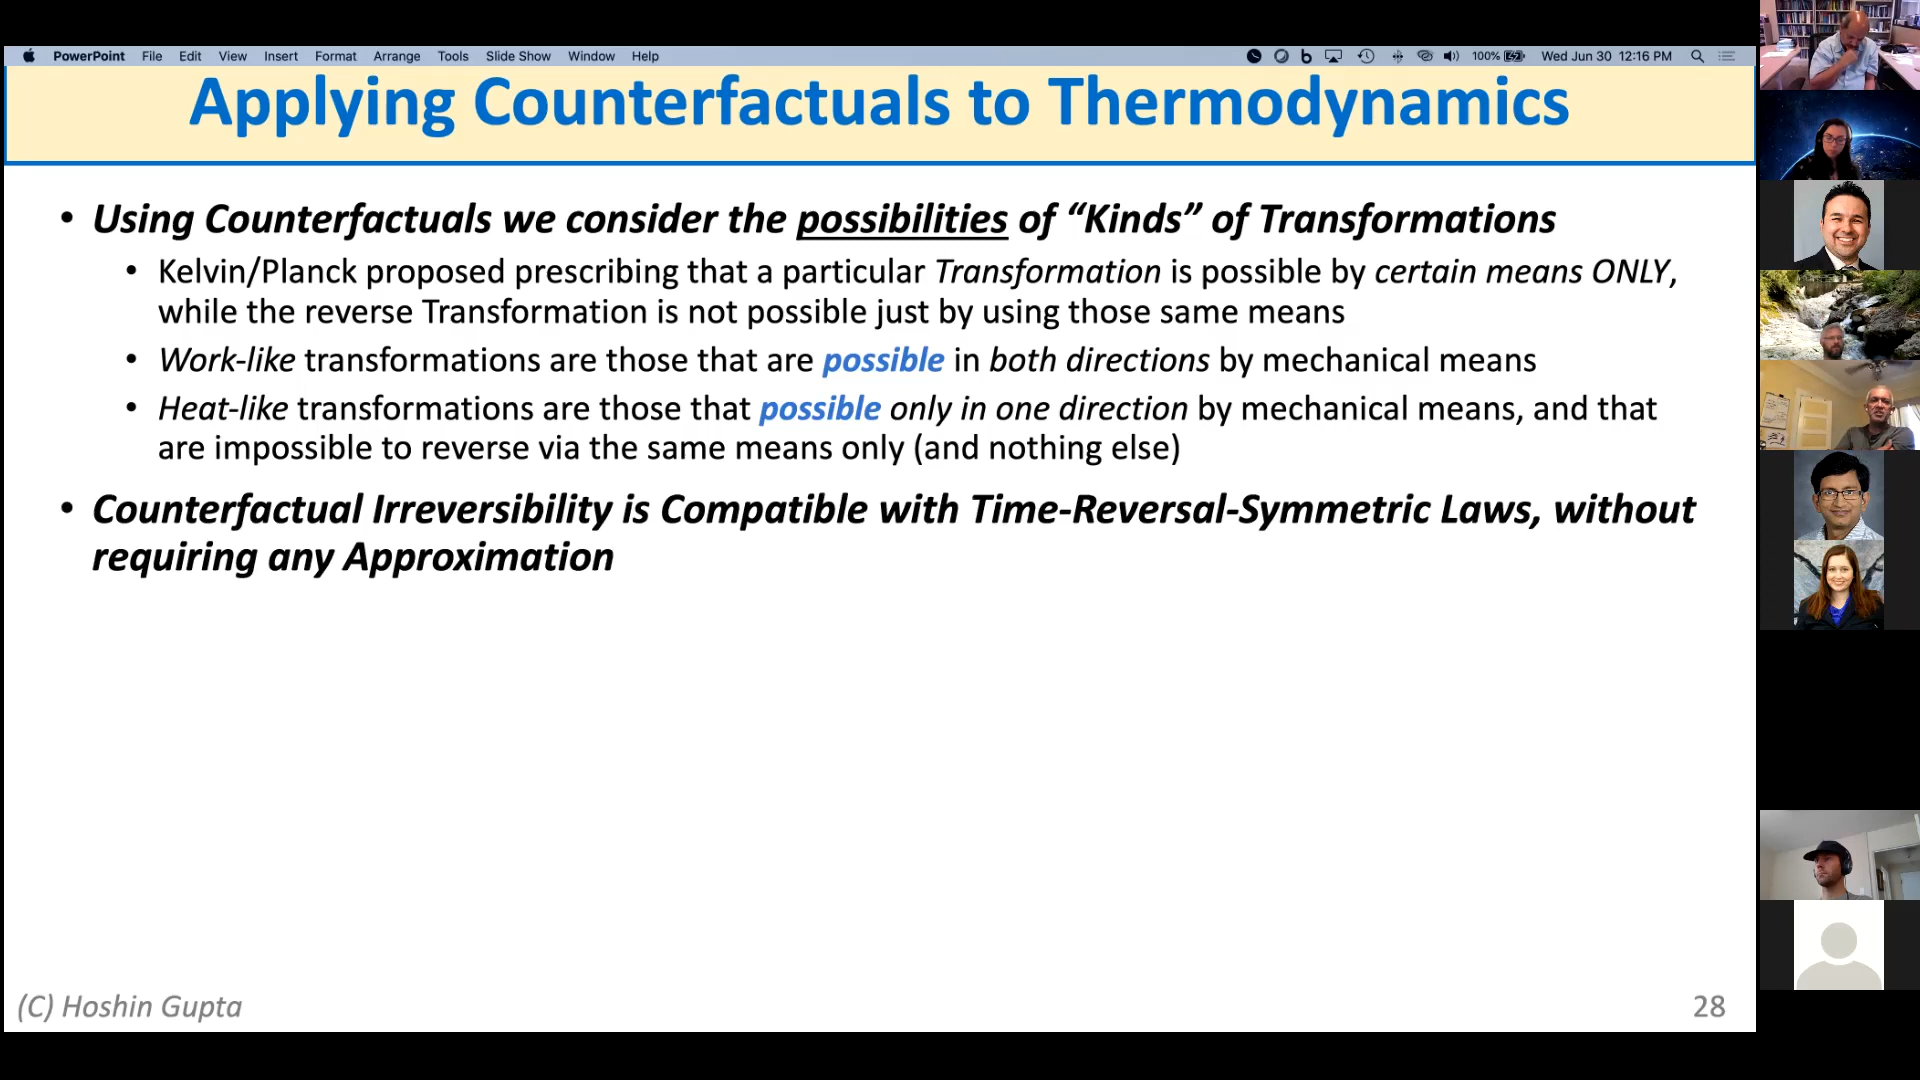 PowerPoint File Edit View Insert Format Arrange Tools Slide Show Window Help 100% Wed Jun 30 12:16 PM
Applying Counterfactuals to Thermodynamics
• Using Counterfactuals we consider the possibilities of “Kinds” of Transformations
• Kelvin/Planck proposed prescribing that a particular Transformation is possible by certain means ONLY,
while the reverse Transformation is not possible just by using those same means
• Work-like transformations are those that are possible in both directions by mechanical means
• Heat-like transformations are those that possible only in one direction by mechanical means, and that
are impossible to reverse via the same means only (and nothing else)
• Counterfactual Irreversibility is Compatible with Time-Reversal-Symmetric Laws, without
requiring any Approximation
(C) Hoshin Gupta
28